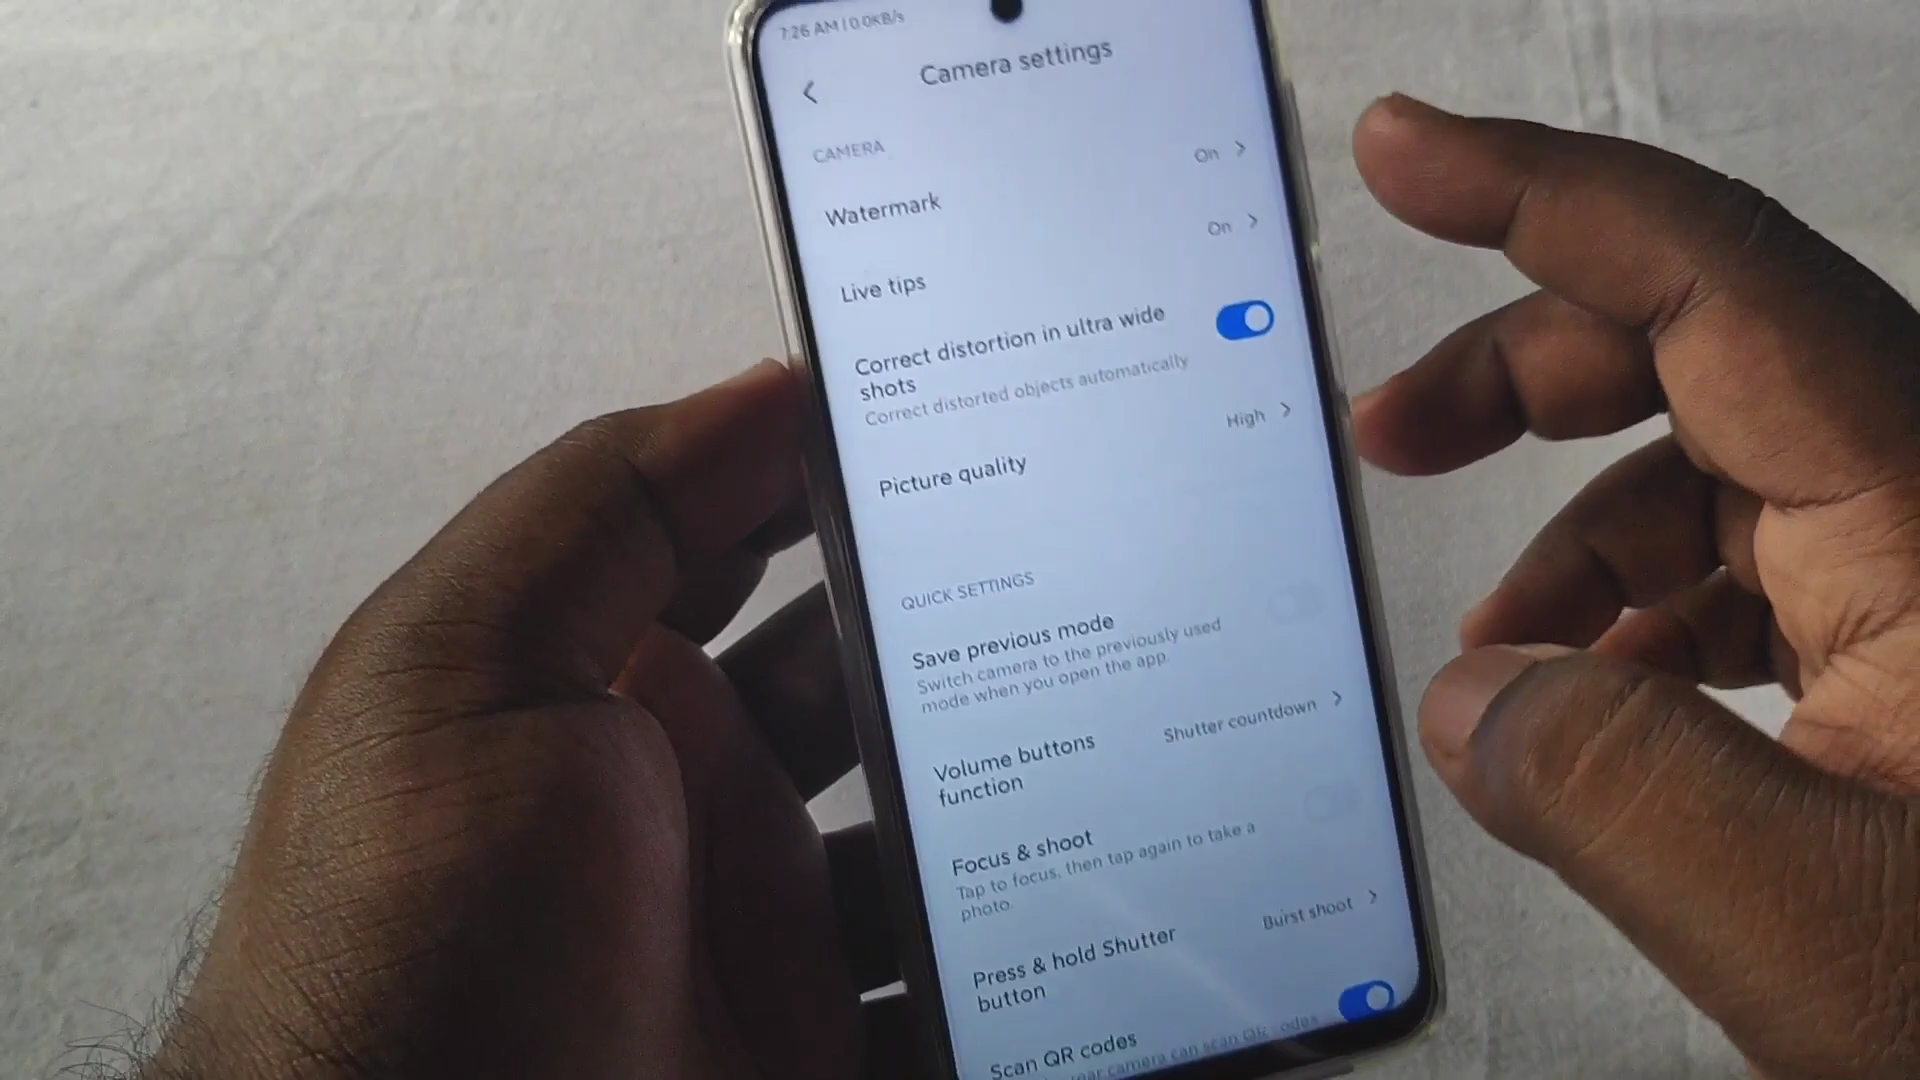 7:26 AM | 0.0KB/s
Camera settings
CAMERA
Watermark On
Live tips On
Correct distortion in ultra wide
shots
Correct distorted objects automatically
Picture quality High
QUICK SETTINGS
Save previous mode
Switch camera to the previously used
mode when you open the app.
Volume buttons Shutter countdown
function
Focus & shoot
Tap to focus, then tap again to take a
photo.
Press & hold Shutter Burst shoot
button
Scan QR codes
camera can scan QR codes